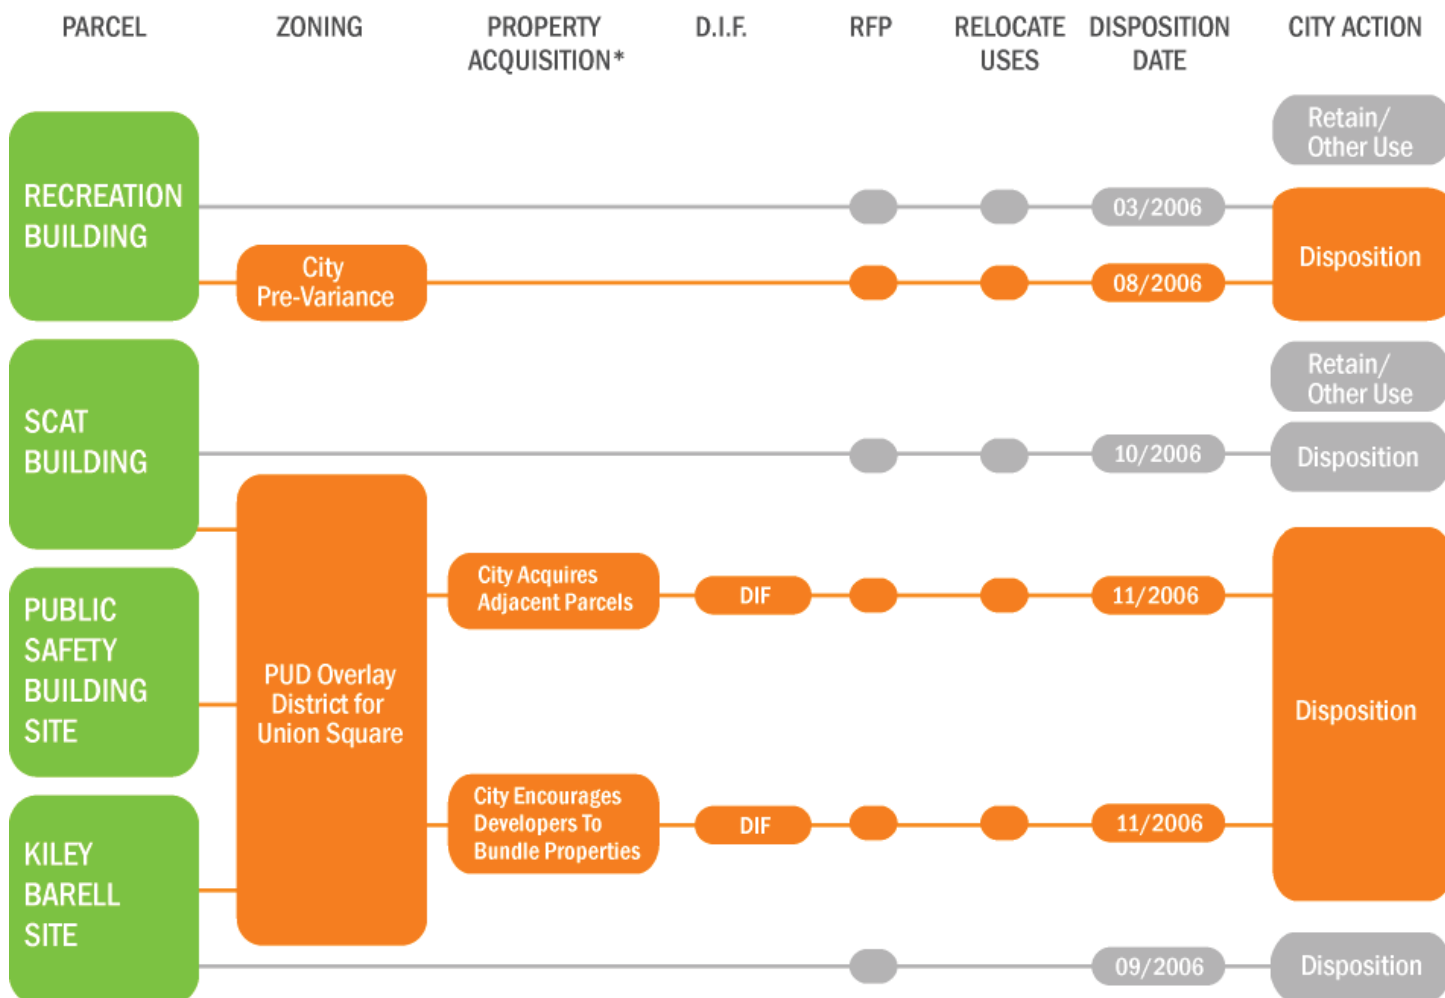 PARCEL
ZONING
PROPERTY
ACQUISITION*
D.I.F.
RFP
RELOCATE
USES
DISPOSITION
DATE
CITY ACTION
Retain/
Other Use
RECREATION
BUILDING
03/2006
City
Pre-Variance
08/2006
Disposition
Retain/
Other Use
SCAT
BUILDING
10/2006
Disposition
PUBLIC
SAFETY
BUILDING
SITE
PUD Overlay
District for
Union Square
City Acquires
Adjacent Parcels
DIF
11/2006
Disposition
City Encourages
Developers To
Bundle Properties
DIF
11/2006
KILEY
BARELL
SITE
09/2006
Disposition